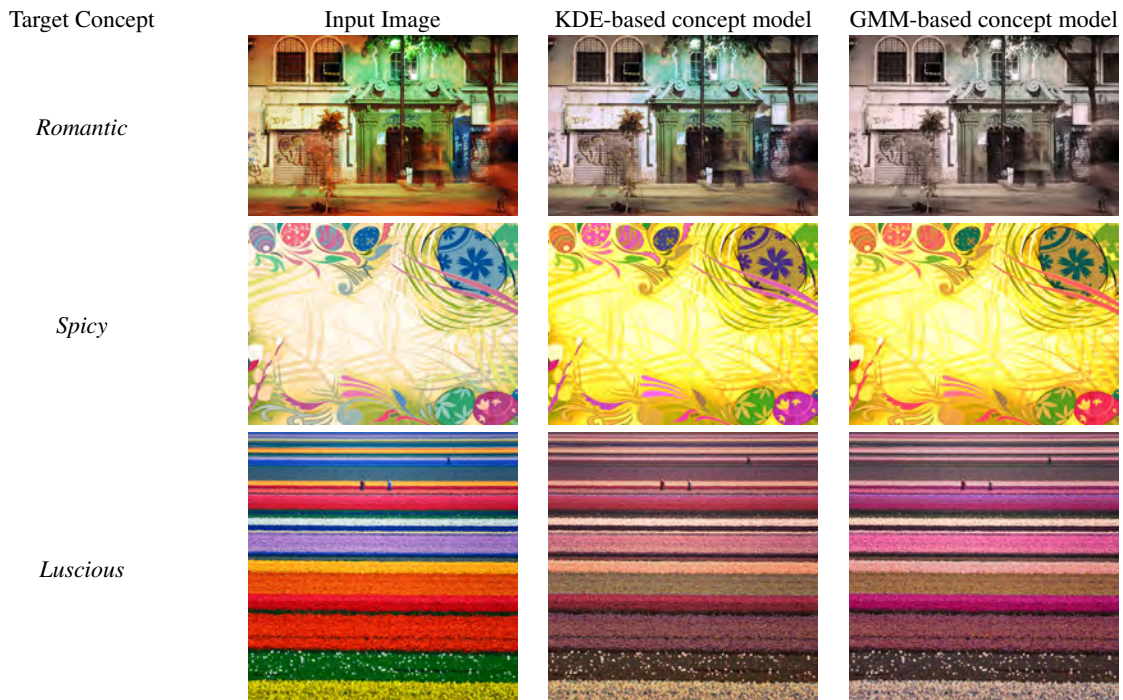 Target Concept Input Image KDE-based concept model GMM-based concept model
Romantic
Spicy
Luscious